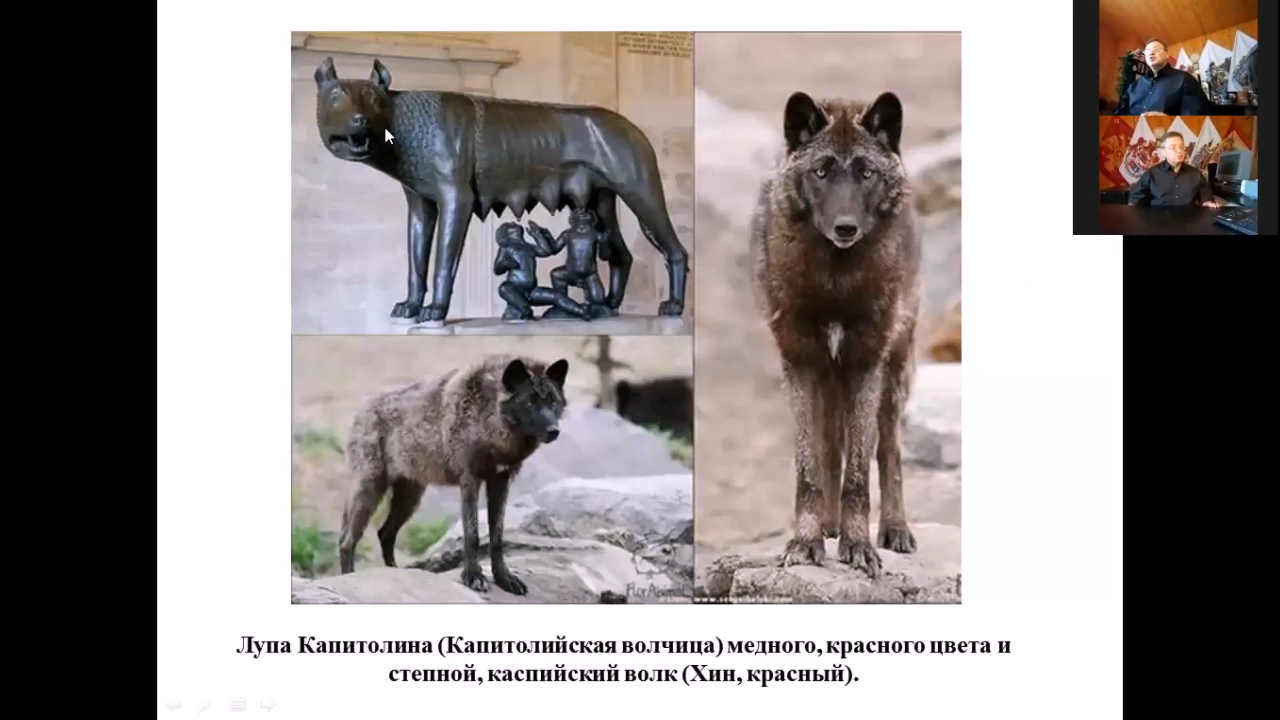 Лупа Капитолина (Капитолийская волчица) медного, красного цвета и
степной, каспийский волк (Хин, красный).